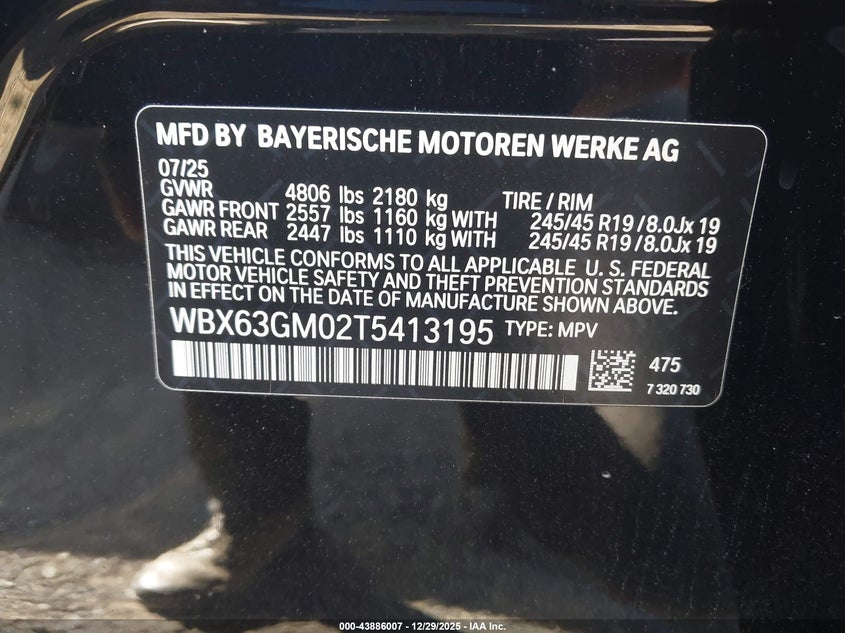 MFD BY BAYERISCHE MOTOREN WERKE AG
07/25
GVWR 4806 lbs 2180 kg TIRE / RIM
GAWR FRONT 2557 lbs 1160 kg WITH 245/45 R19 /8.0Jx 19
GAWR REAR 2447 lbs 1110 kg WITH 245/45 R19 /8.0Jx 19
THIS VEHICLE CONFORMS TO ALL APPLICABLE U. S. FEDERAL
MOTOR VEHICLE SAFETY AND THEFT PREVENTION STANDARDS
IN EFFECT ON THE DATE OF MANUFACTURE SHOWN ABOVE.
WBX63GM02T5413195 TYPE: MPV
475
7 320 730
000-43886007 - 12/29/2025 - IAA Inc.